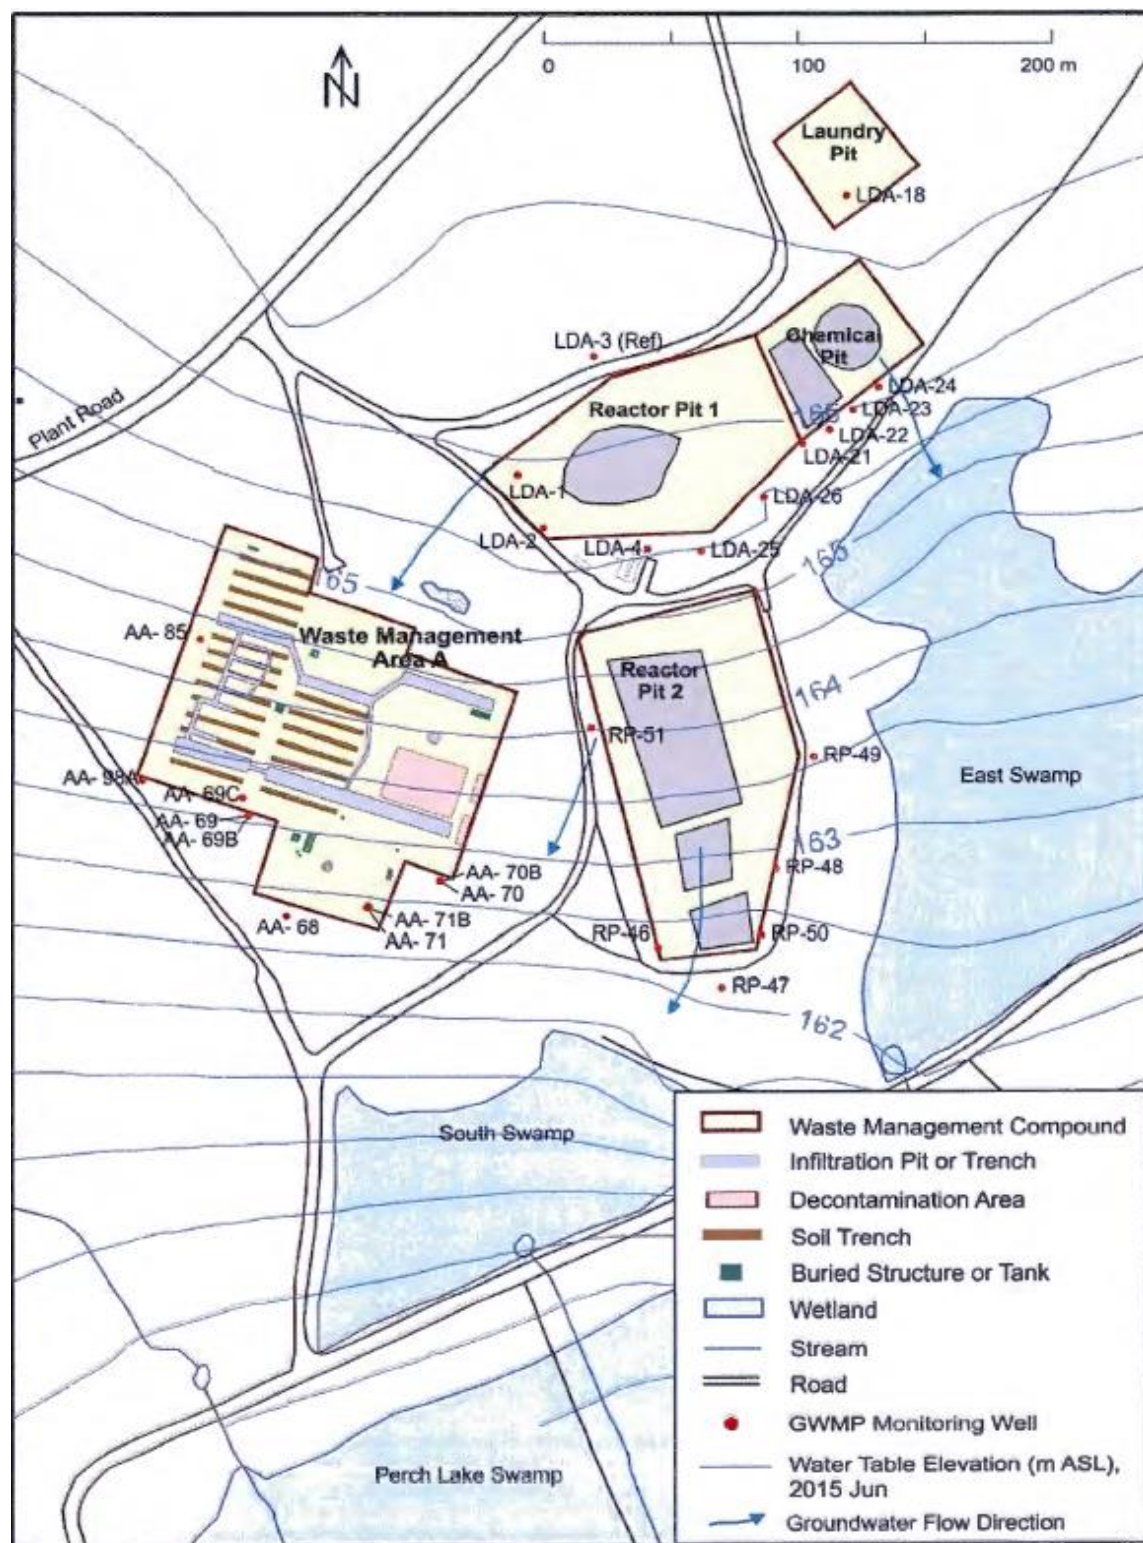 N
0 100 200 m
Laundry
Pit
LDA-18
LDA-3 (Ref)
Chemical
Pit
LDA-24
LDA-23
LDA-22
LDA-21
Reactor Pit 1
165
Plant Road
LDA-1
LDA-26
LDA-2
LDA-4
LDA-25
165
165
AA- 85
Waste Management
Area A
Reactor
Pit 2
164
RP-51
RP-49
East Swamp
AA- 98A
AA- 69C
AA- 69
AA- 69B
163
RP-48
AA- 70B
AA- 70
AA- 71B
AA- 71
AA- 68
RP-46
RP-50
RP-47
162
South Swamp
Perch Lake Swamp
Waste Management Compound
Infiltration Pit or Trench
Decontamination Area
Soil Trench
Buried Structure or Tank
Wetland
Stream
Road
GWMP Monitoring Well
Water Table Elevation (m ASL),
2015 Jun
Groundwater Flow Direction